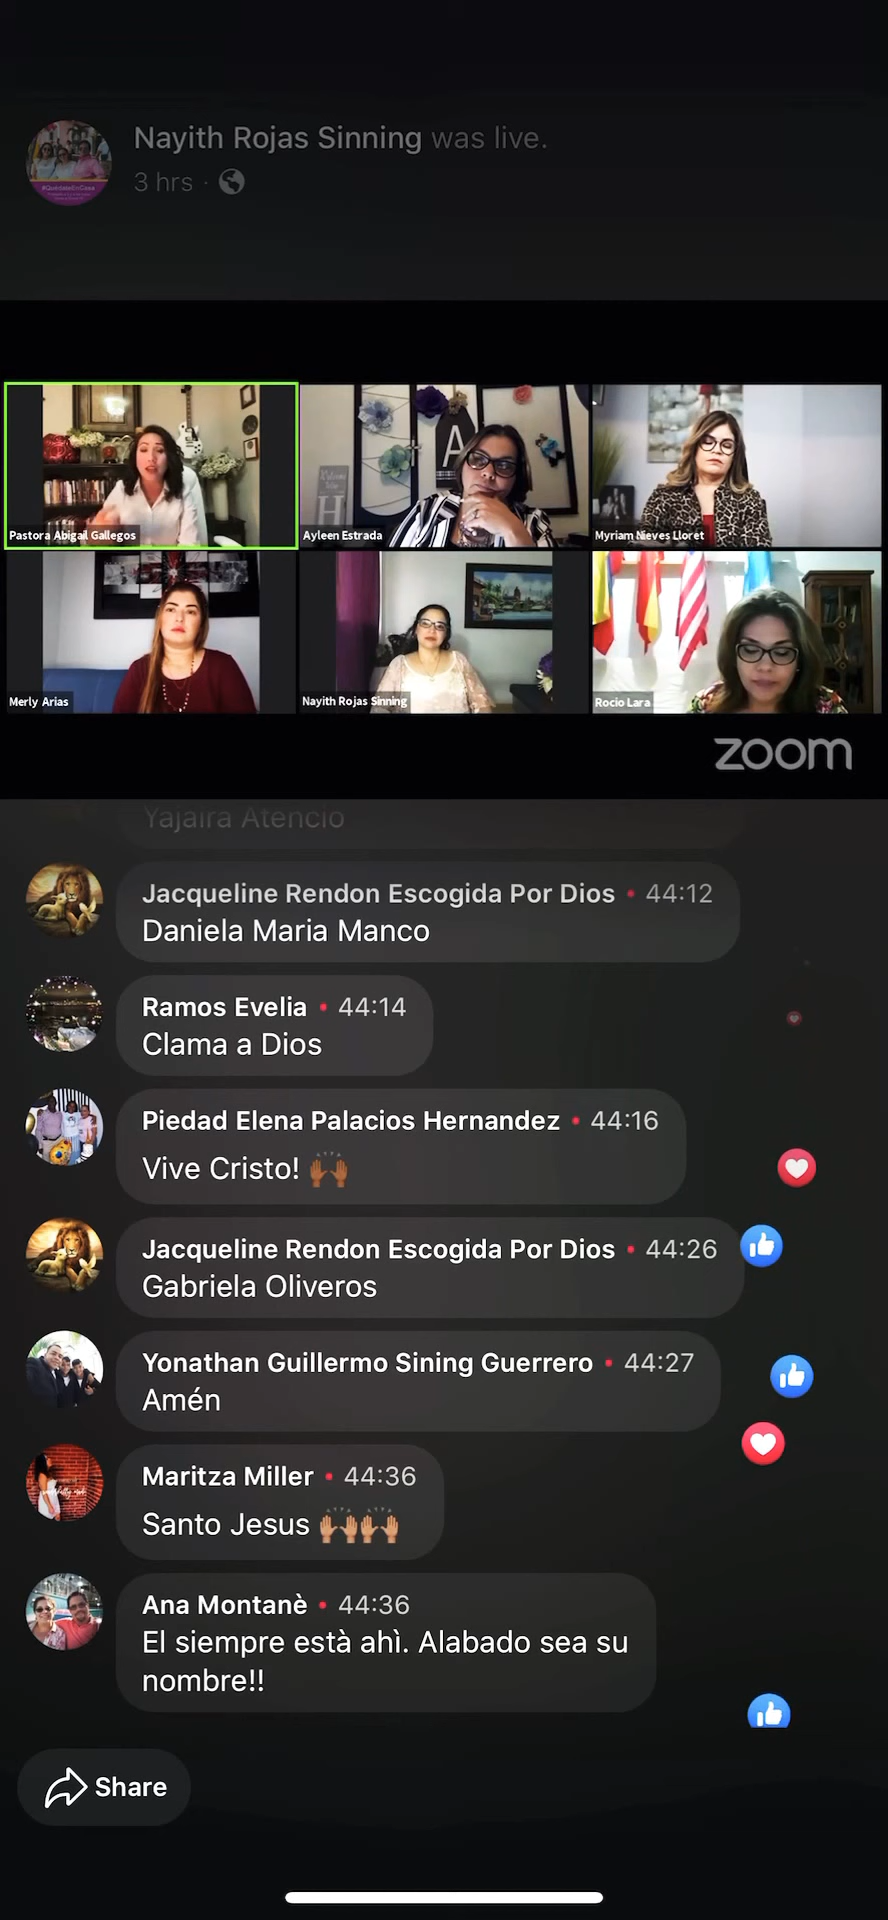 Nayith Rojas Sinning was live.
3 hrs ·
#QuédateEnCasa
A
H
Pastora Abigail Gallegos
Ayleen Estrada
Myriam Nieves Lloret
Merly Arias
Nayith Rojas Sinning
Rocio Lara
zoom
Yajaira Atencio
Jacqueline Rendon Escogida Por Dios • 44:12
Daniela Maria Manco
Ramos Evelia • 44:14
Clama a Dios
Piedad Elena Palacios Hernandez • 44:16
Vive Cristo! 🙌🏾
Jacqueline Rendon Escogida Por Dios • 44:26
Gabriela Oliveros
Yonathan Guillermo Sining Guerrero • 44:27
Amén
Maritza Miller • 44:36
Santo Jesus 🙌🏽🙌🏽
Ana Montanè • 44:36
El siempre està ahì. Alabado sea su
nombre!!
Share